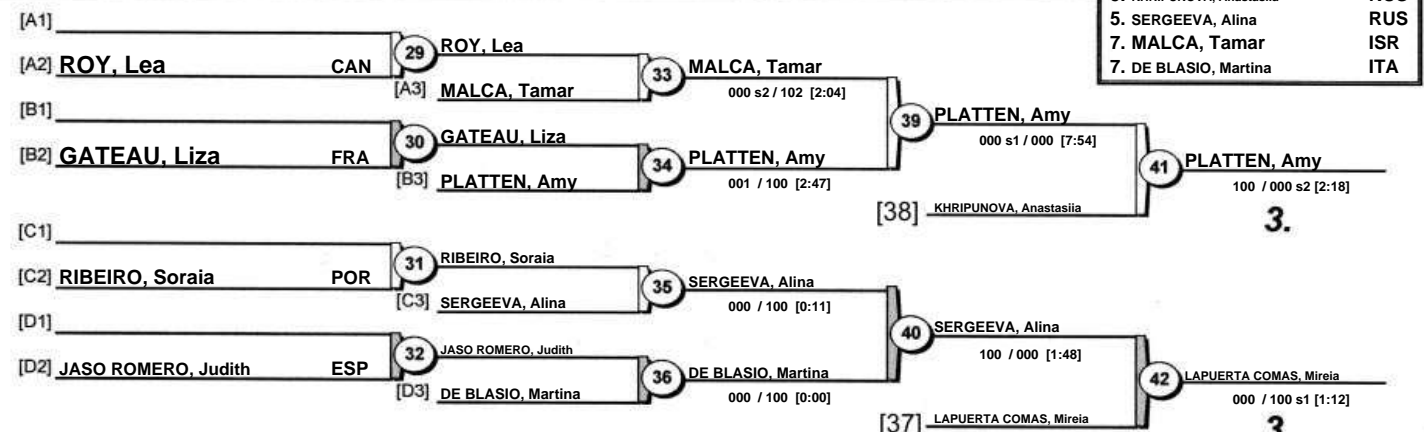 5. SERGEEVA, Alina RUS
7. MALCA, Tamar ISR
7. DE BLASIO, Martina ITA
[A1]
[A2] ROY, Lea CAN
29 ROY, Lea
[A3] MALCA, Tamar
33 MALCA, Tamar
000 s2 / 102 [2:04]
[B1]
[B2] GATEAU, Liza FRA
30 GATEAU, Liza
[B3] PLATTEN, Amy
34 PLATTEN, Amy
001 / 100 [2:47]
39 PLATTEN, Amy
000 s1 / 000 [7:54]
[38] KHRIPUNOVA, Anastasiia
41 PLATTEN, Amy
100 / 000 s2 [2:18]
3.
[C1]
[C2] RIBEIRO, Soraia POR
31 RIBEIRO, Soraia
[C3] SERGEEVA, Alina
35 SERGEEVA, Alina
000 / 100 [0:11]
[D1]
[D2] JASO ROMERO, Judith ESP
32 JASO ROMERO, Judith
[D3] DE BLASIO, Martina
36 DE BLASIO, Martina
000 / 100 [0:00]
40 SERGEEVA, Alina
100 / 000 [1:48]
[37] LAPUERTA COMAS, Mireia
42 LAPUERTA COMAS, Mireia
000 / 100 s1 [1:12]
3